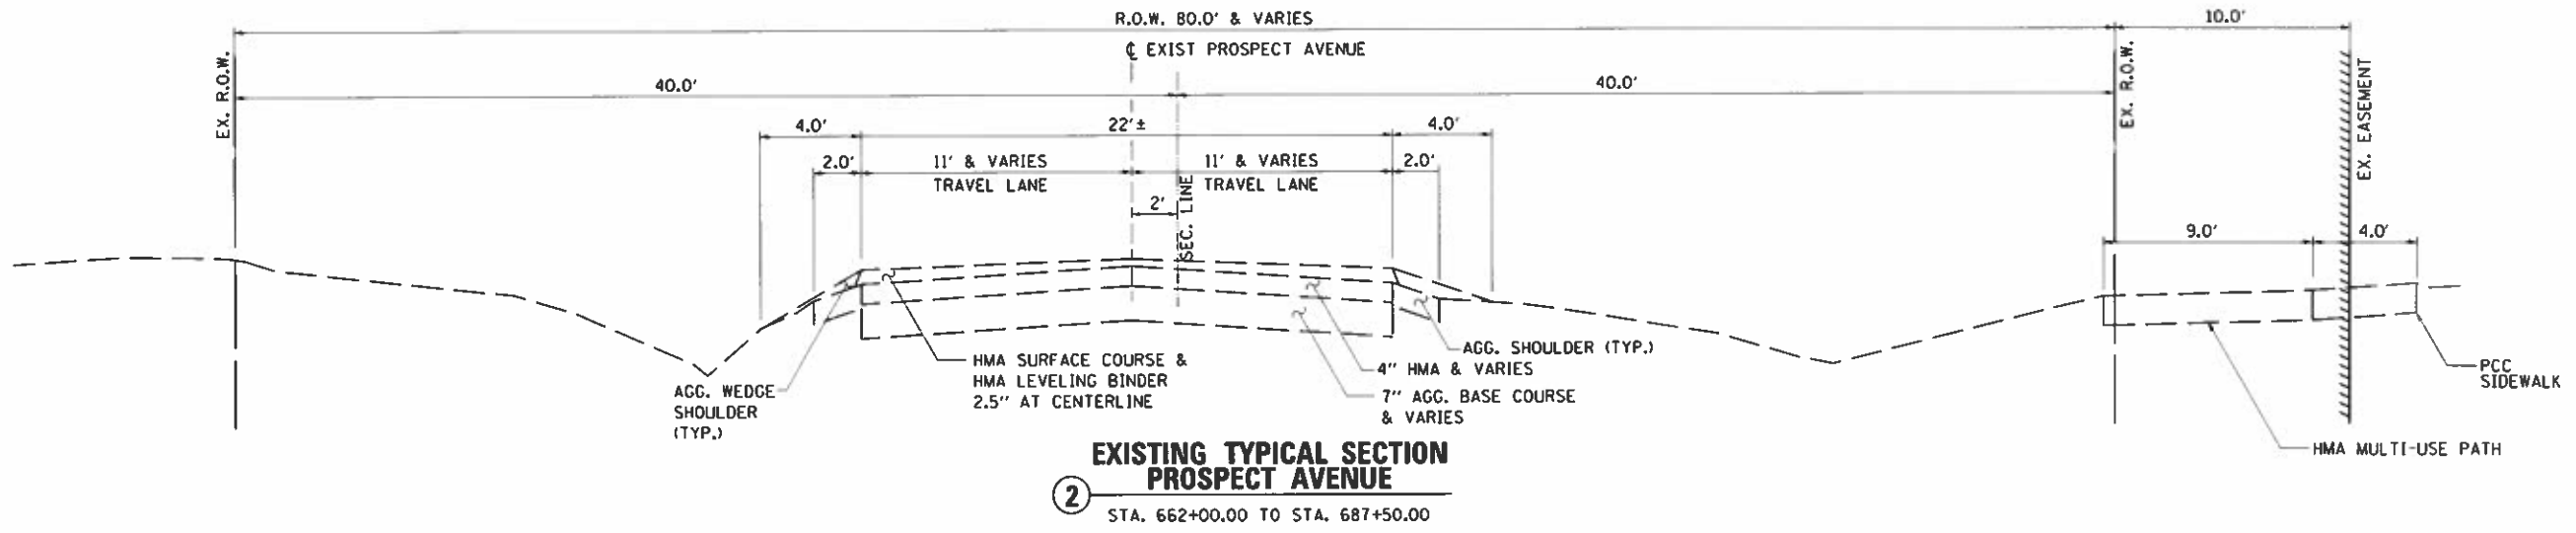 R.O.W. 80.0' & VARIES
10.0'
℄ EXIST PROSPECT AVENUE
EX. R.O.W.
40.0'
40.0'
EX. R.O.W.
EX. EASEMENT
4.0'
22'±
4.0'
2.0'
11' & VARIES
TRAVEL LANE
11' & VARIES
TRAVEL LANE
2.0'
2'
SEC. LINE
9.0'
4.0'
AGG. WEDGE
SHOULDER
(TYP.)
HMA SURFACE COURSE &
HMA LEVELING BINDER
2.5" AT CENTERLINE
AGG. SHOULDER (TYP.)
4" HMA & VARIES
7" AGG. BASE COURSE
& VARIES
PCC
SIDEWALK
HMA MULTI-USE PATH
EXISTING TYPICAL SECTION
PROSPECT AVENUE
2
STA. 662+00.00 TO STA. 687+50.00